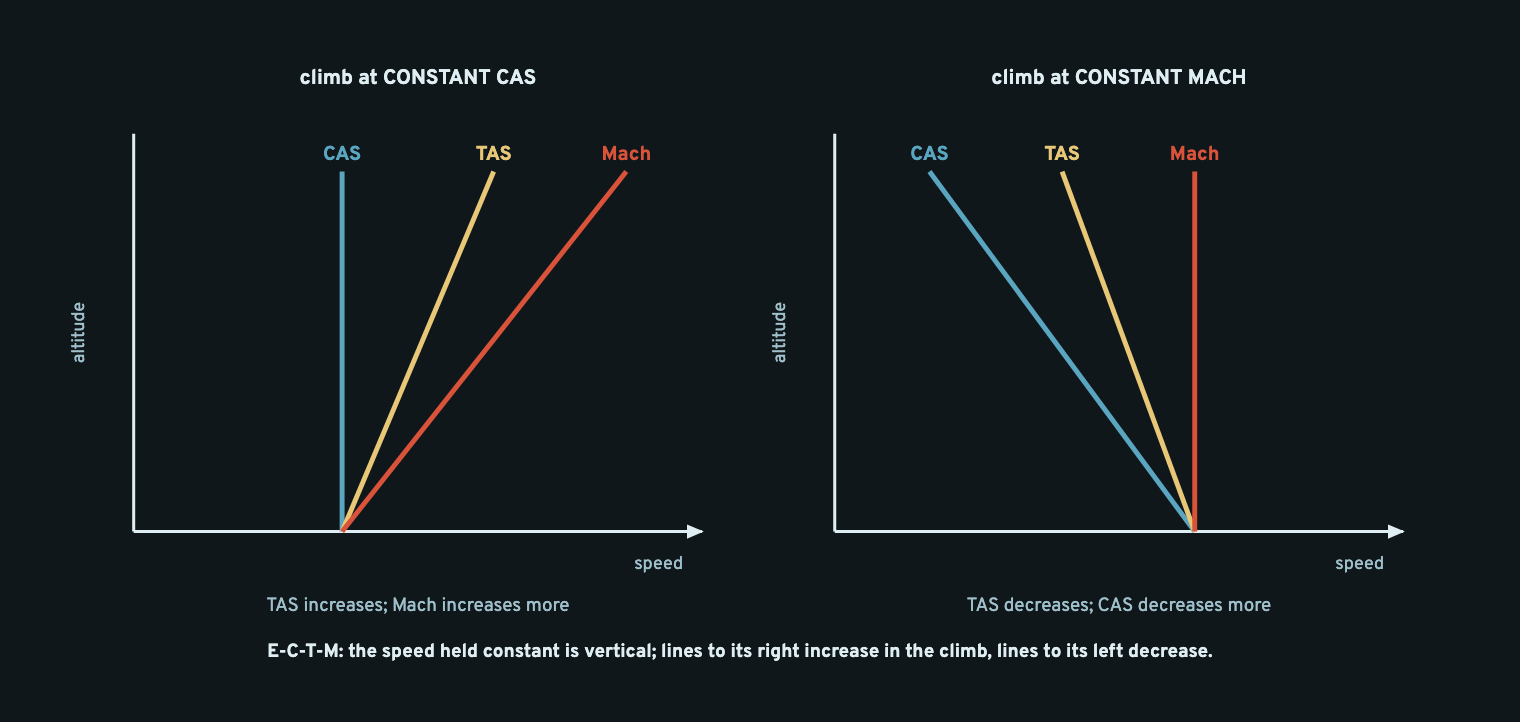 climb at CONSTANT CAS
CAS
TAS
Mach
altitude
speed
TAS increases; Mach increases more
climb at CONSTANT MACH
CAS
TAS
Mach
altitude
speed
TAS decreases; CAS decreases more
E-C-T-M: the speed held constant is vertical; lines to its right increase in the climb, lines to its left decrease.